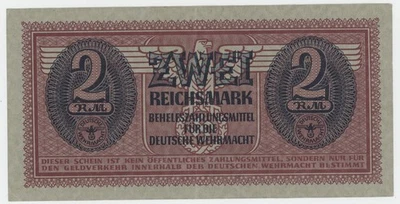 ZWEI
2 2
RM RM
REICHSMARK
BEHELFSZAHLUNGSMITTEL
FÜR DIE
DEUTSCHE WEHRMACHT
DIESER SCHEIN IST KEIN ÖFFENTLICHES ZAHLUNGSMITTEL, SONDERN NUR FÜR
DEN GELDVERKEHR INNERHALB DER DEUTSCHEN WEHRMACHT BESTIMMT